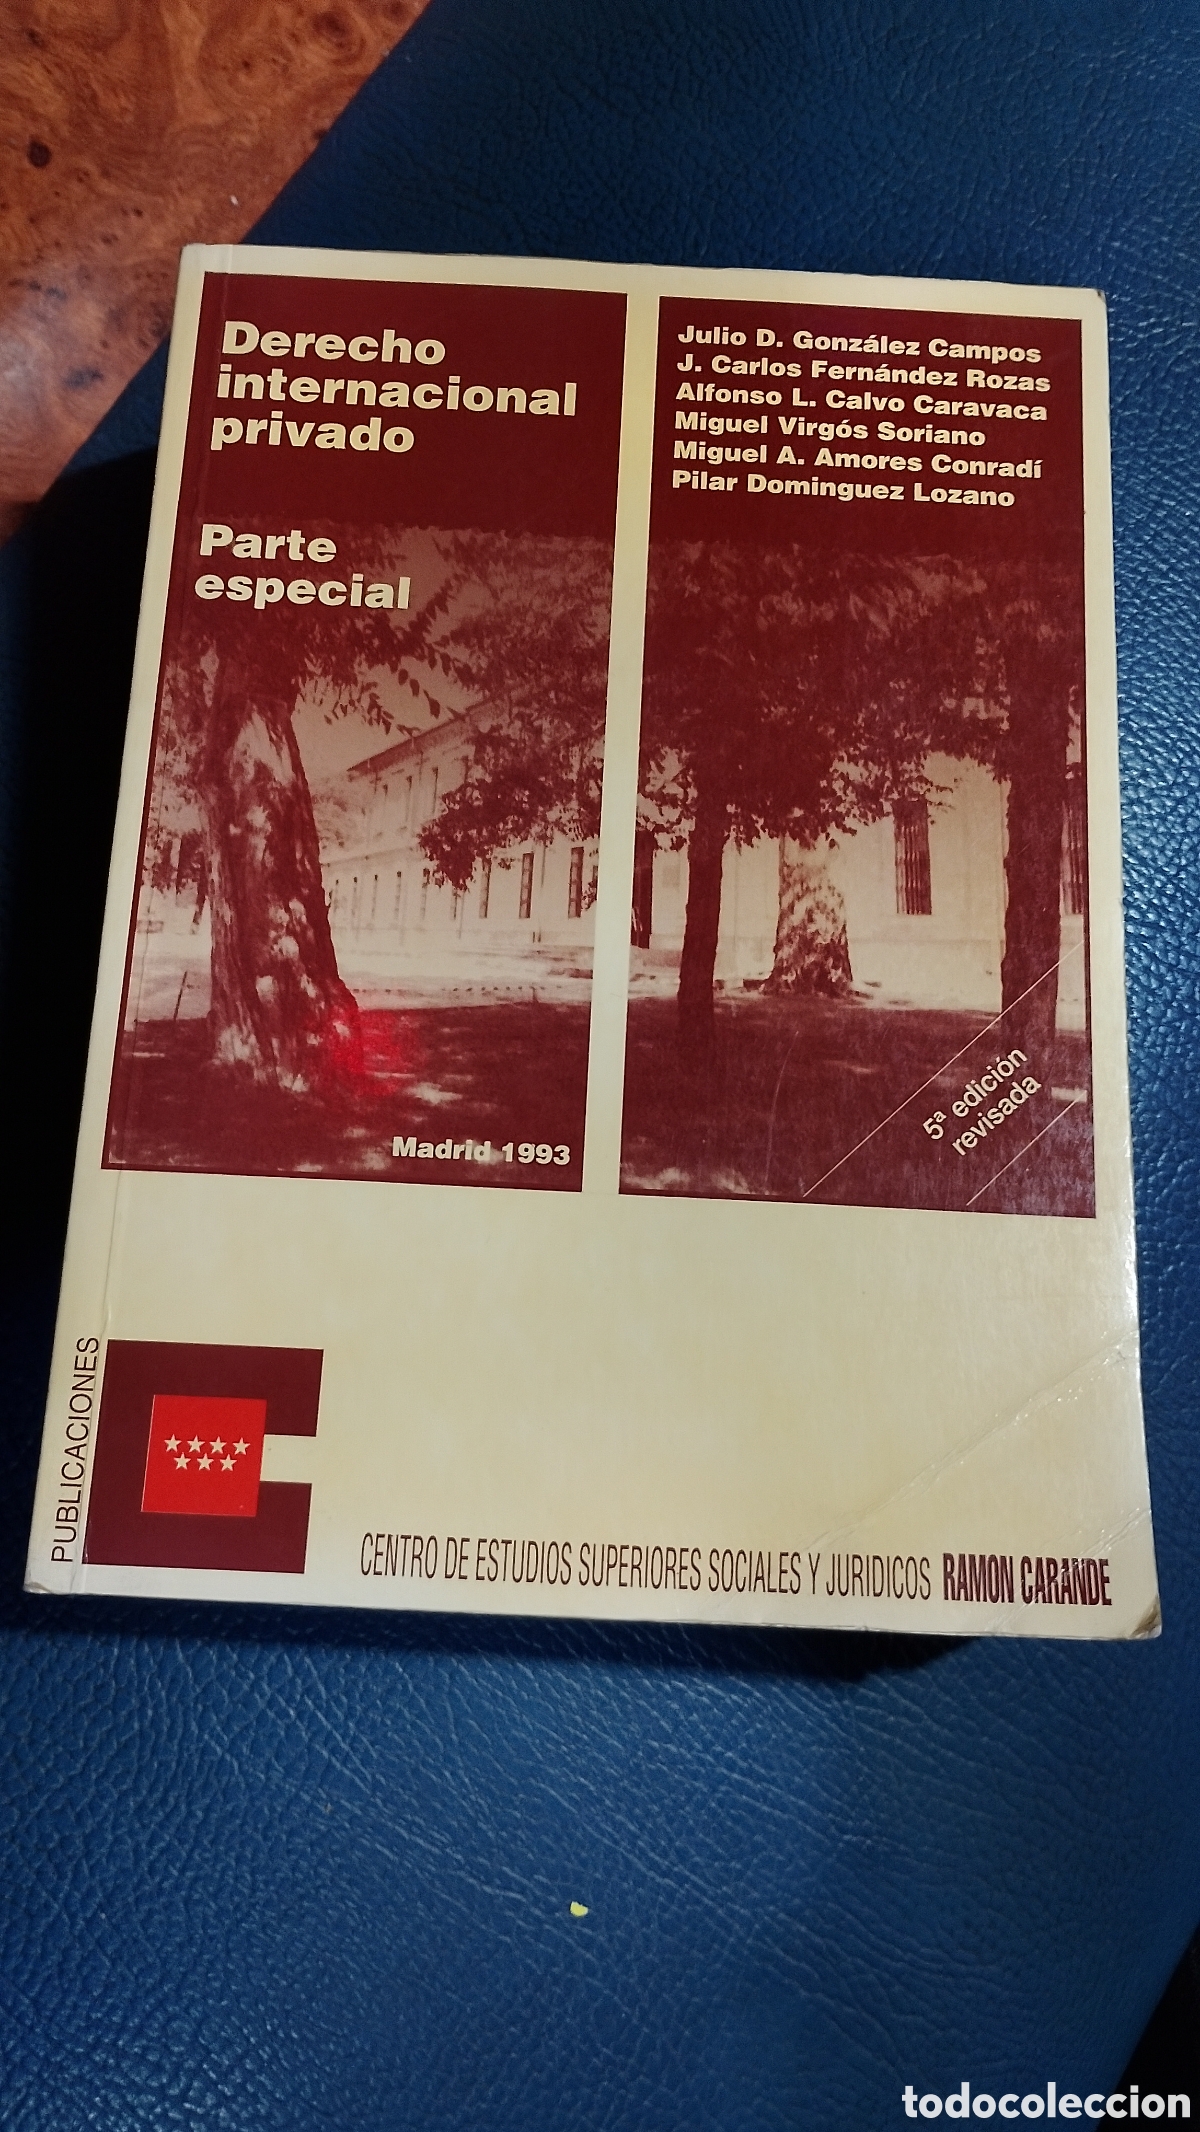 Derecho
internacional
privado
Parte
especial
Julio D. González Campos
J. Carlos Fernández Rozas
Alfonso L. Calvo Caravaca
Miguel Virgós Soriano
Miguel A. Amores Conradí
Pilar Dominguez Lozano
5ª edición
revisada
Madrid 1993
PUBLICACIONES
CENTRO DE ESTUDIOS SUPERIORES SOCIALES Y JURIDICOS RAMON CARANDE
todocoleccion